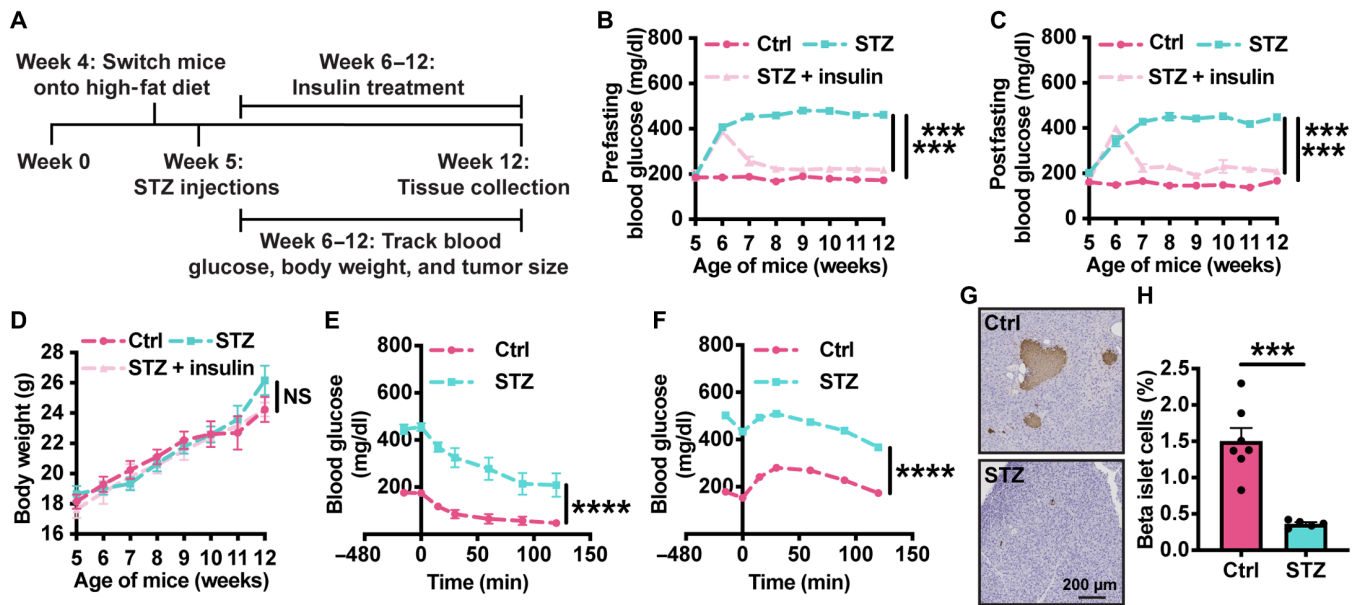 A
Week 4: Switch mice
onto high-fat diet
Week 6–12:
Insulin treatment
Week 0
Week 5:
STZ injections
Week 12:
Tissue collection
Week 6–12: Track blood
glucose, body weight, and tumor size
B
Ctrl STZ
STZ + insulin
Prefasting
blood glucose (mg/dl)
800
600
400
200
0
***
***
5 6 7 8 9 10 11 12
Age of mice (weeks)
C
Ctrl STZ
STZ + insulin
Postfasting
blood glucose (mg/dl)
800
600
400
200
0
***
***
5 6 7 8 9 10 11 12
Age of mice (weeks)
D
Ctrl STZ
STZ + insulin
Body weight (g)
28
26
24
22
20
18
16
NS
5 6 7 8 9 10 11 12
Age of mice (weeks)
E
Ctrl
STZ
Blood glucose
(mg/dl)
800
600
400
200
0
****
–480 0 50 100 150
Time (min)
F
Ctrl
STZ
Blood glucose
(mg/dl)
800
600
400
200
0
****
–480 0 50 100 150
Time (min)
G
Ctrl
STZ
200 µm
H
Beta islet cells (%)
2.5
2.0
1.5
1.0
0.5
0.0
***
Ctrl STZ